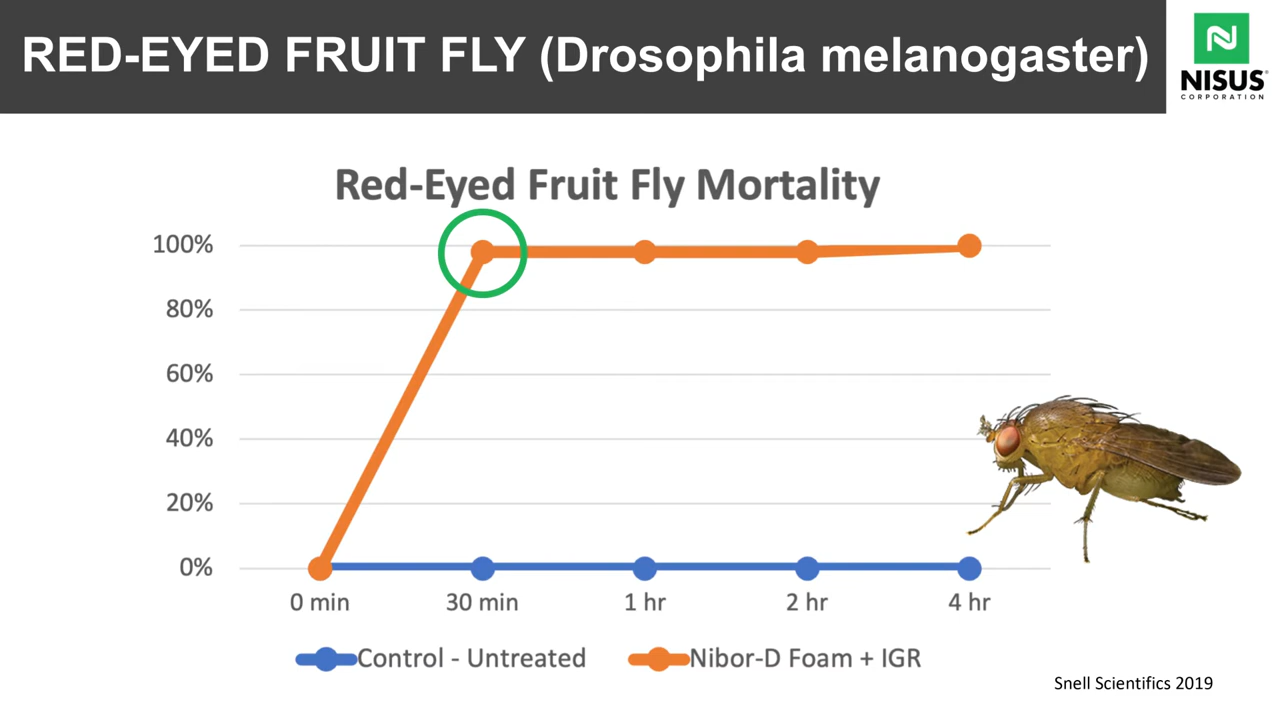 RED-EYED FRUIT FLY (Drosophila melanogaster)
NISUS
CORPORATION
Red-Eyed Fruit Fly Mortality
100%
80%
60%
40%
20%
0%
0 min 30 min 1 hr 2 hr 4 hr
Control - Untreated Nibor-D Foam + IGR
Snell Scientifics 2019